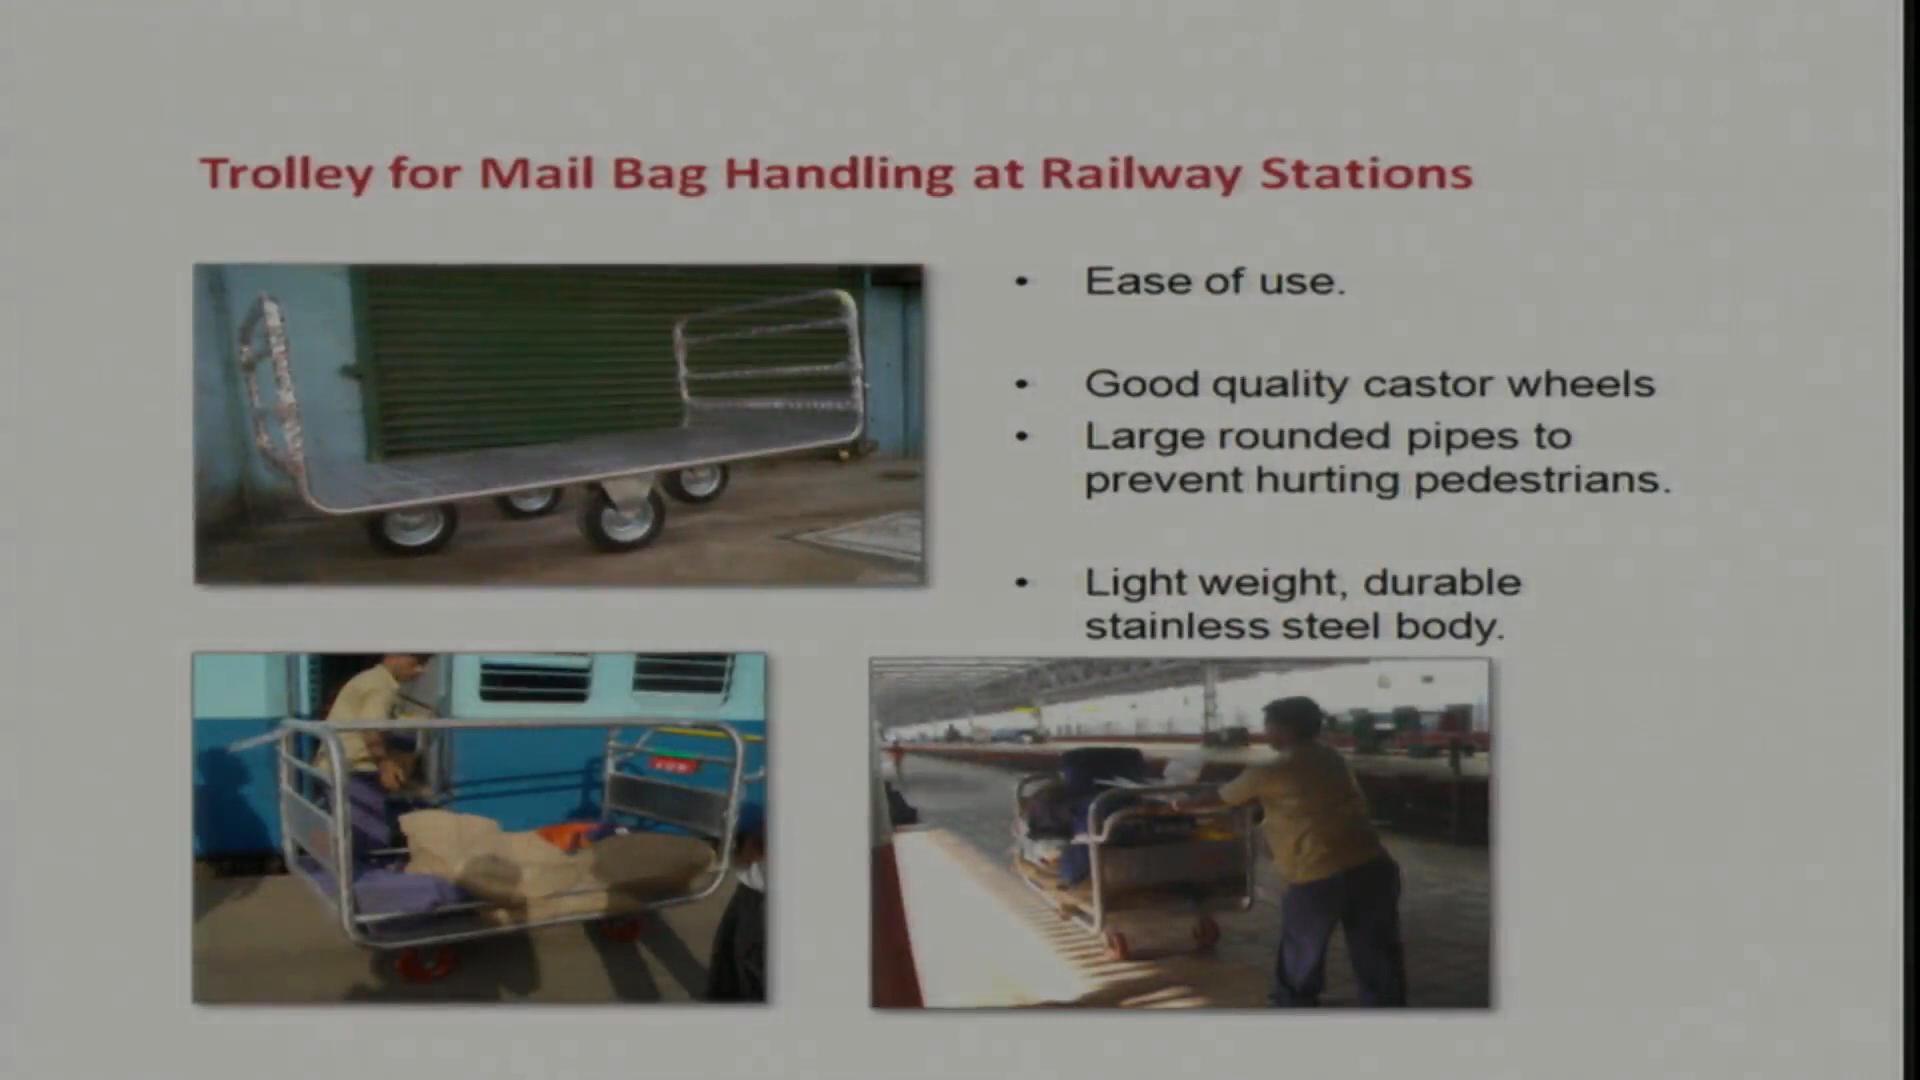 Trolley for Mail Bag Handling at Railway Stations
• Ease of use.
• Good quality castor wheels
• Large rounded pipes to
prevent hurting pedestrians.
• Light weight, durable
stainless steel body.